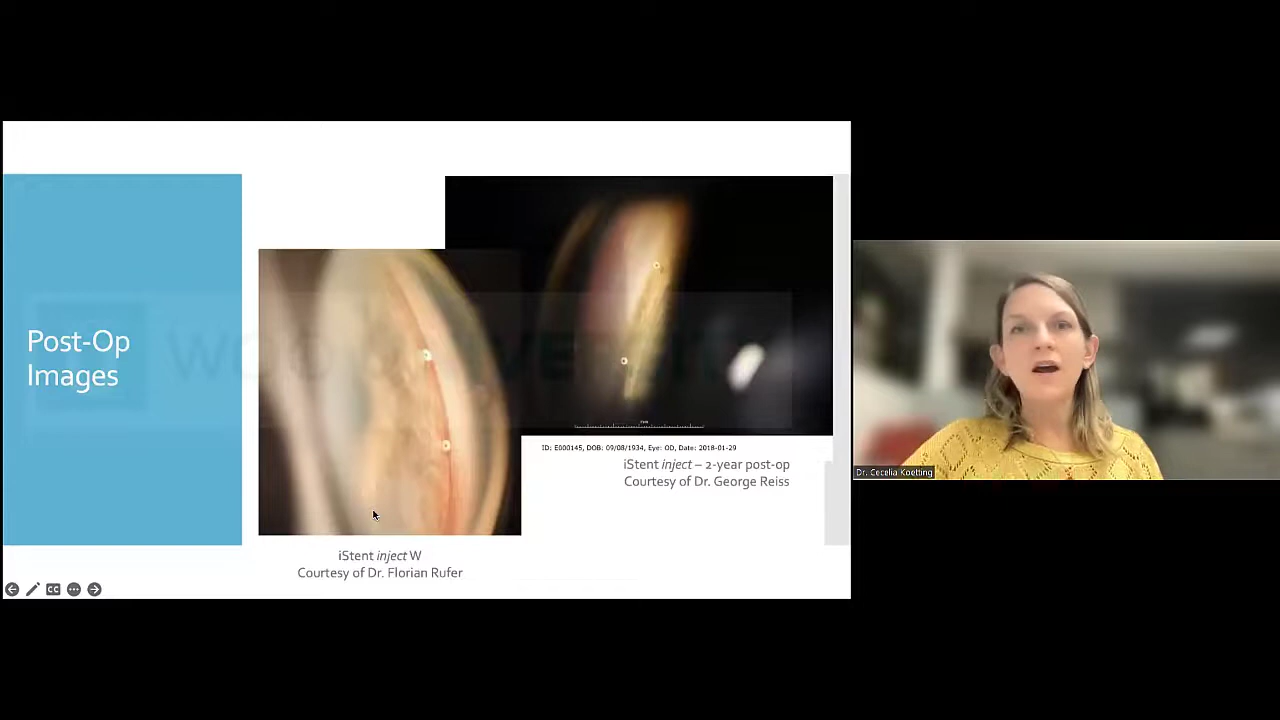 Post-Op
Images
ID: E000145, DOB: 09/08/1934, Eye: OD, Date: 2018-01-29
iStent inject – 2-year post-op
Courtesy of Dr. George Reiss
iStent inject W
Courtesy of Dr. Florian Rufer
CC
Dr. Cecelia Koetting